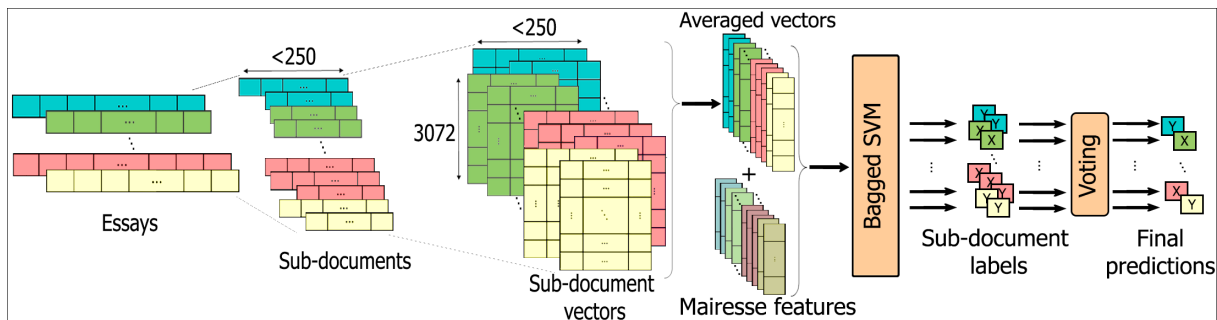 Essays
<250
Sub-documents
<250
3072
Sub-document
vectors
Averaged vectors
+
Mairesse features
Bagged SVM
Y
Y
X
X
X
X
Y
Y
Sub-document
labels
Voting
Y
X
X
Y
Final
predictions